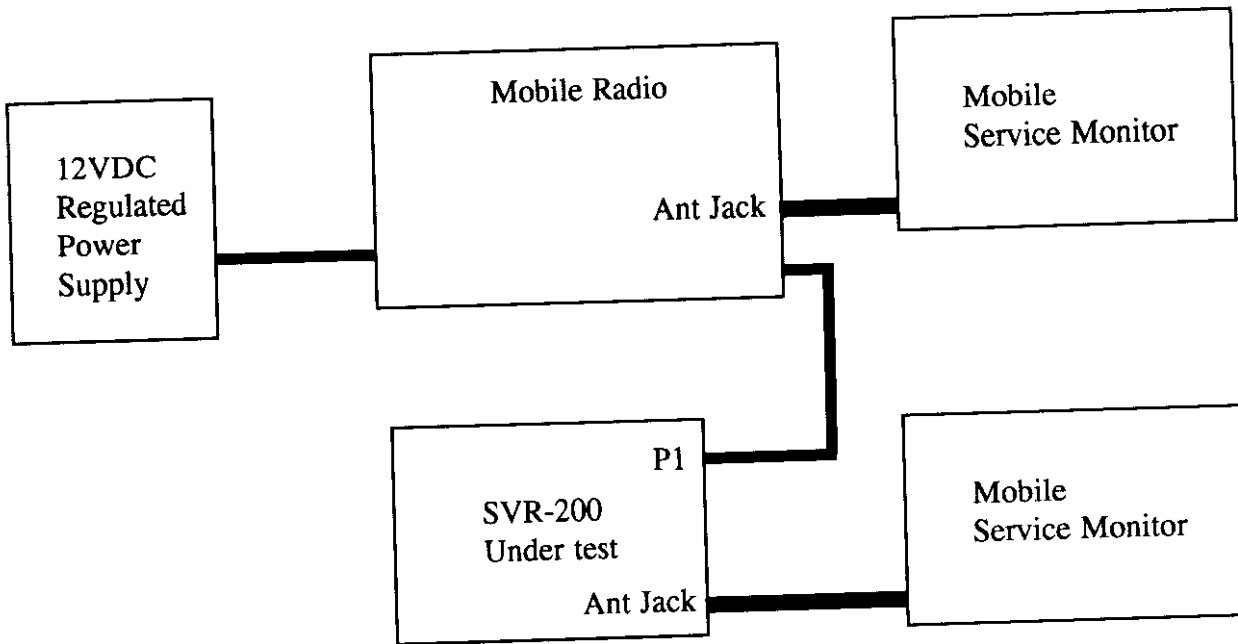 Mobile Radio
Mobile
Service Monitor
12VDC
Regulated
Power
Supply
Ant Jack
P1
SVR-200
Under test
Ant Jack
Mobile
Service Monitor